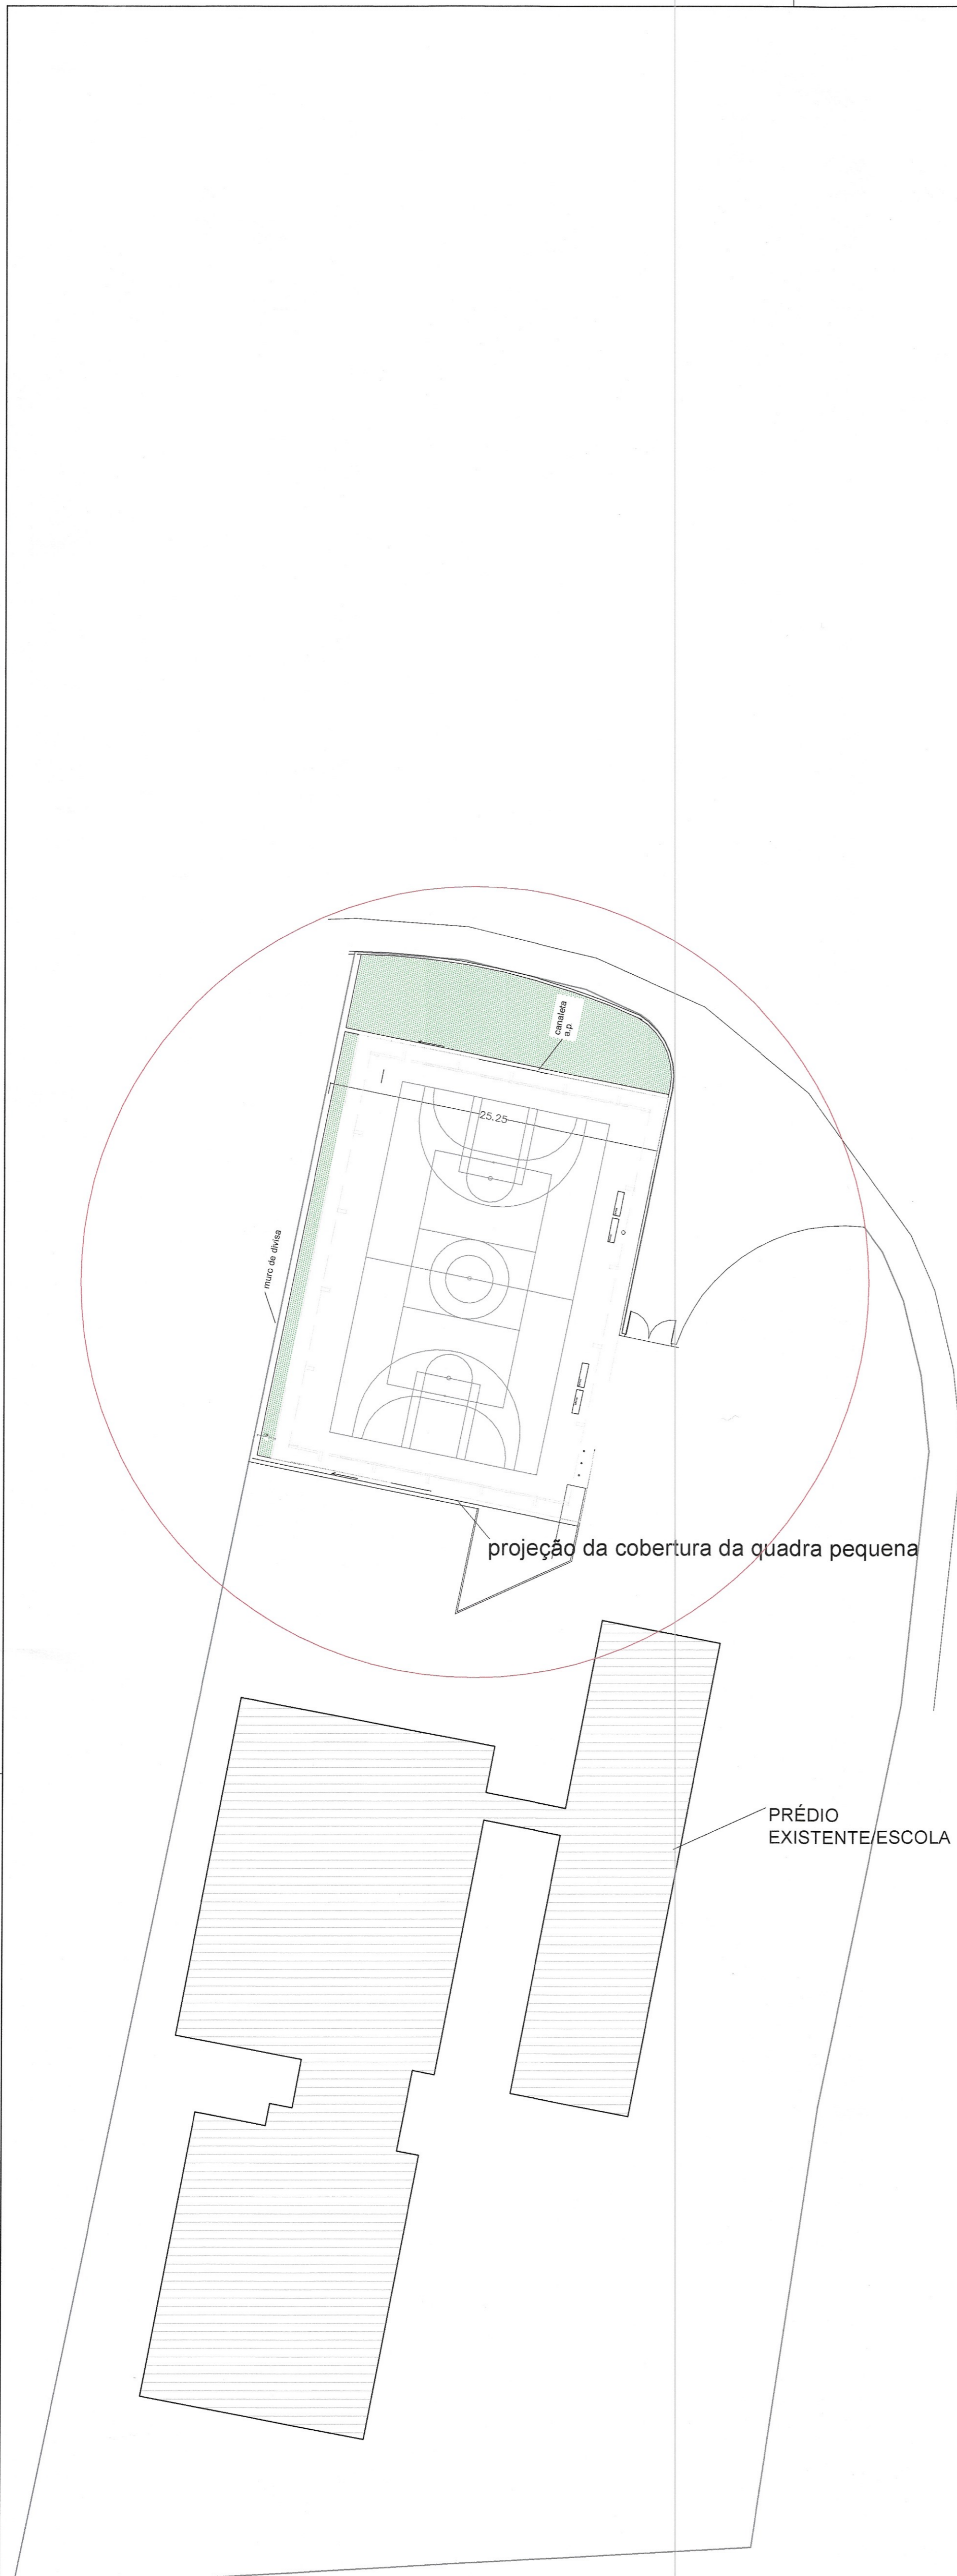 canaleta
a.p
25.25
muro de divisa
projeção da cobertura da quadra pequena
PRÉDIO
EXISTENTE/ESCOLA